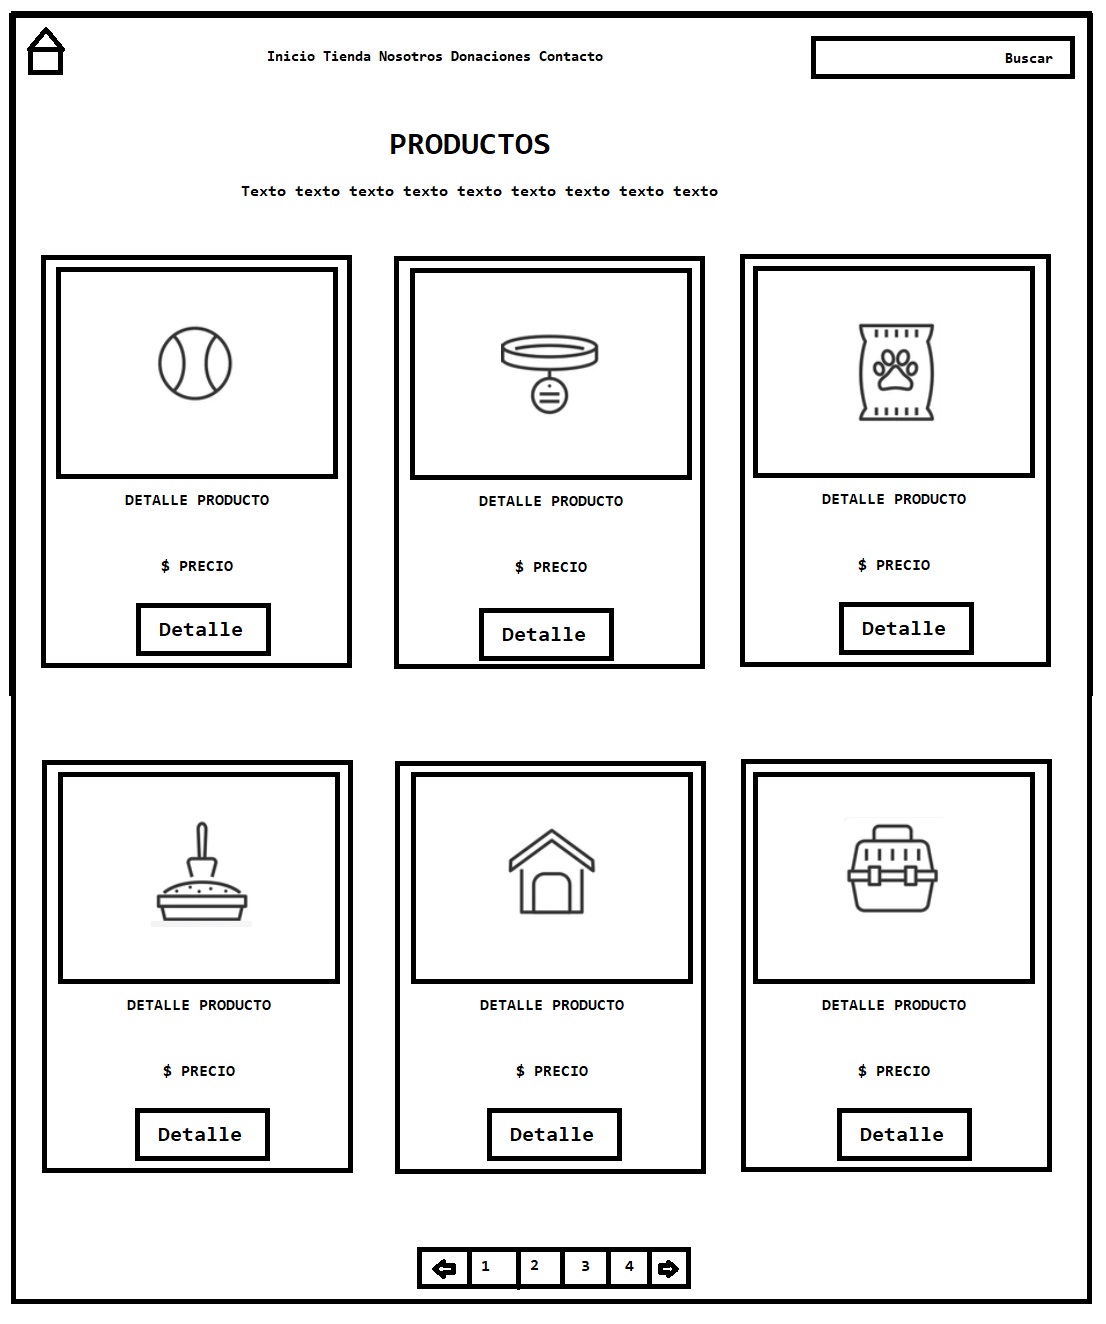 Inicio Tienda Nosotros Donaciones Contacto
Buscar
PRODUCTOS
Texto texto texto texto texto texto texto texto texto
DETALLE PRODUCTO
$ PRECIO
Detalle
DETALLE PRODUCTO
$ PRECIO
Detalle
DETALLE PRODUCTO
$ PRECIO
Detalle
DETALLE PRODUCTO
$ PRECIO
Detalle
DETALLE PRODUCTO
$ PRECIO
Detalle
DETALLE PRODUCTO
$ PRECIO
Detalle
1 2 3 4